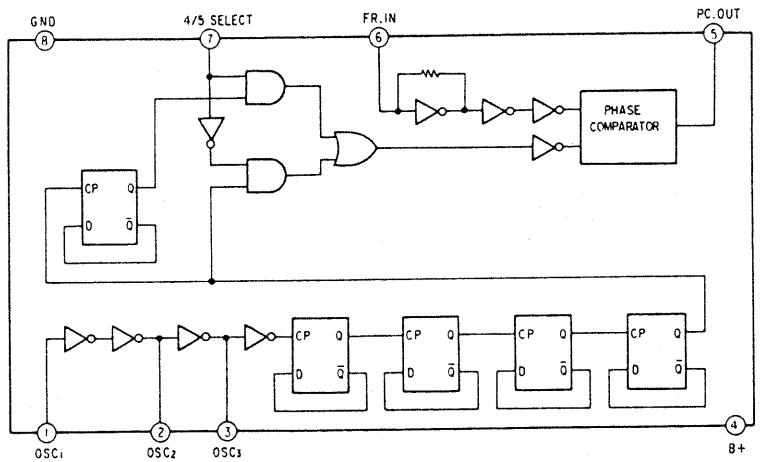 GND
8
4/5 SELECT
7
FR.IN
6
PC.OUT
5
PHASE
COMPARATOR
CP Q
D Q̅
CP Q
D Q̅
CP Q
D Q̅
CP Q
D Q̅
CP Q
D Q̅
1
OSC₁
2
OSC₂
3
OSC₃
4
B+